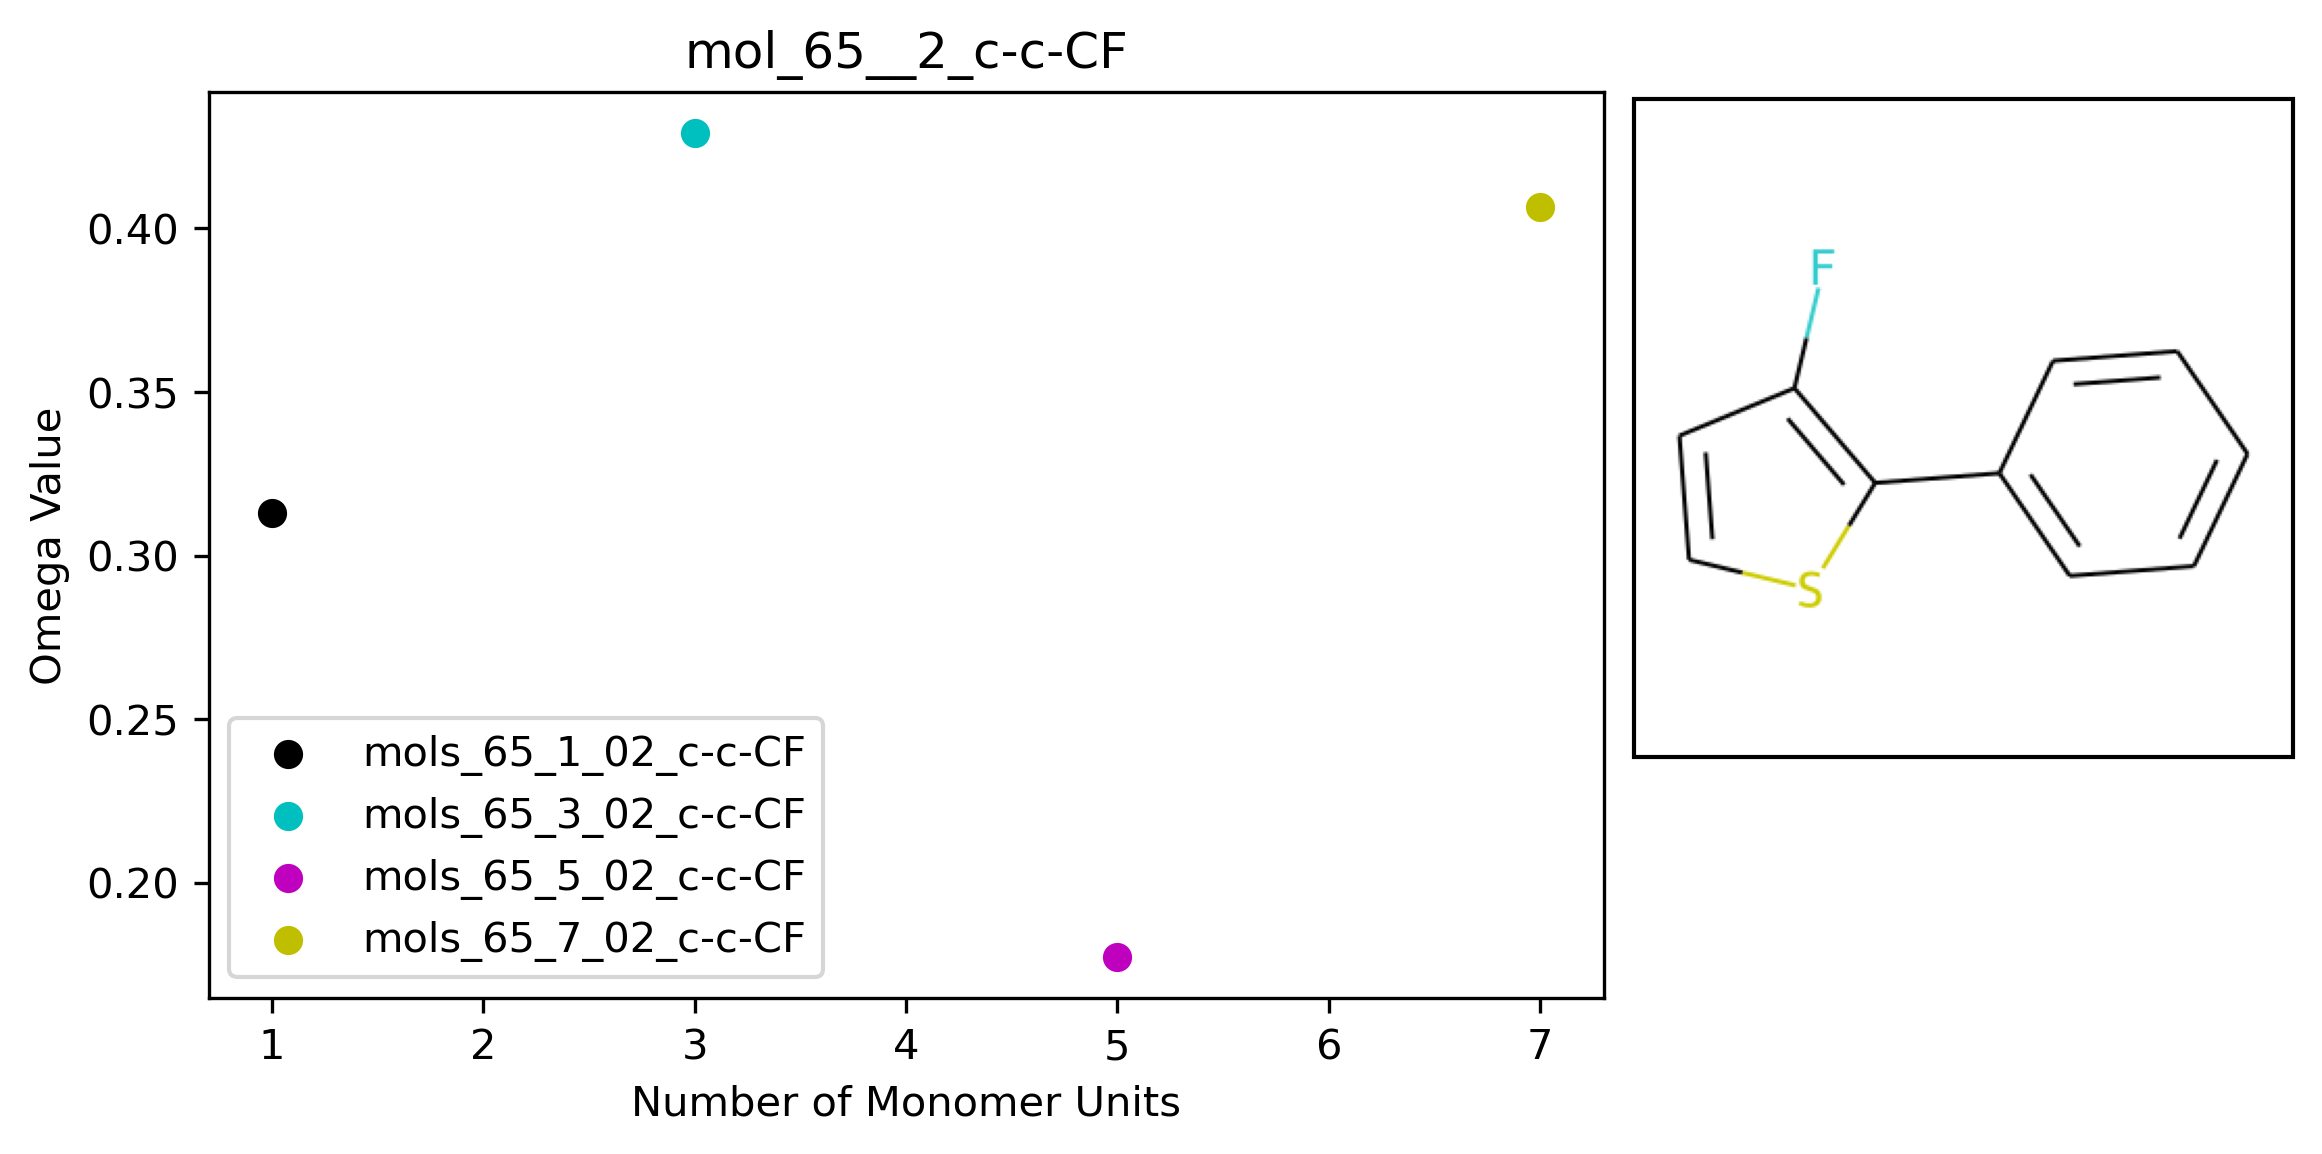 mol_65__2_c-c-CF
Omega Value
0.40
0.35
0.30
0.25
0.20
mols_65_1_02_c-c-CF
mols_65_3_02_c-c-CF
mols_65_5_02_c-c-CF
mols_65_7_02_c-c-CF
1 2 3 4 5 6 7
Number of Monomer Units
F
S